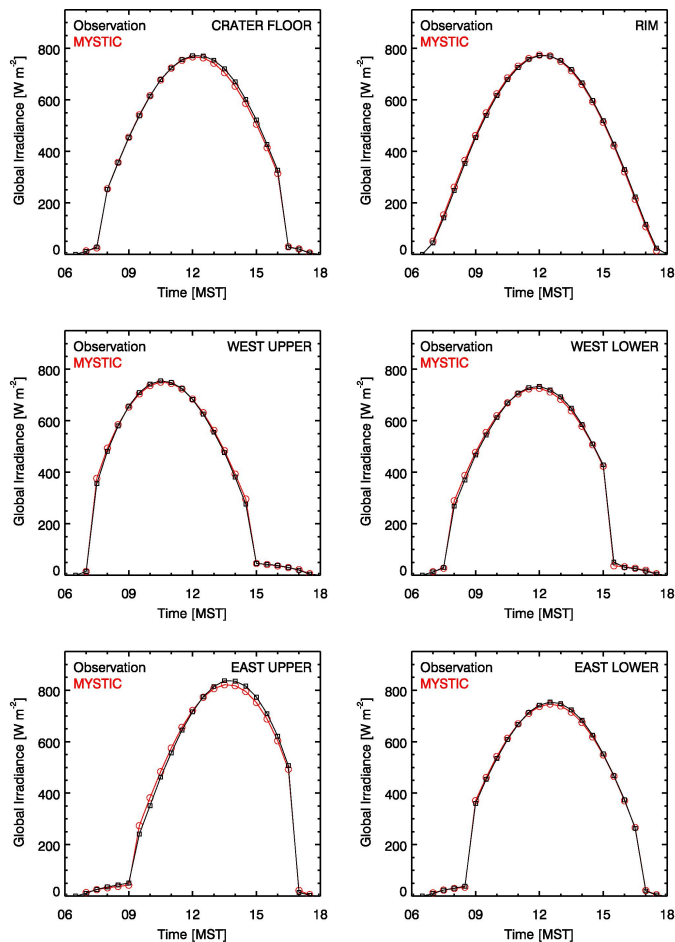 Observation CRATER FLOOR
MYSTIC
Global Irradiance [W m-2]
800
600
400
200
0
06 09 12 15 18
Time [MST]
Observation RIM
MYSTIC
Global Irradiance [W m-2]
800
600
400
200
0
06 09 12 15 18
Time [MST]
Observation WEST UPPER
MYSTIC
Global Irradiance [W m-2]
800
600
400
200
0
06 09 12 15 18
Time [MST]
Observation WEST LOWER
MYSTIC
Global Irradiance [W m-2]
800
600
400
200
0
06 09 12 15 18
Time [MST]
Observation EAST UPPER
MYSTIC
Global Irradiance [W m-2]
800
600
400
200
0
06 09 12 15 18
Time [MST]
Observation EAST LOWER
MYSTIC
Global Irradiance [W m-2]
800
600
400
200
0
06 09 12 15 18
Time [MST]